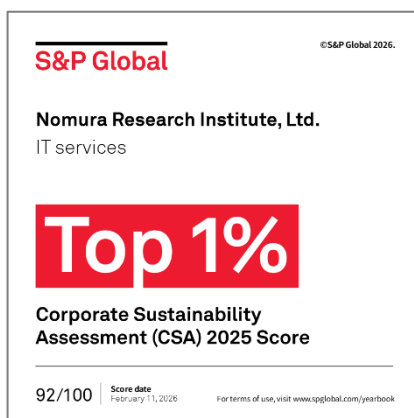 ©S&P Global 2026.
S&P Global
Nomura Research Institute, Ltd.
IT services
Top 1%
Corporate Sustainability
Assessment (CSA) 2025 Score
92/100
Score date
February 11, 2026
For terms of use, visit www.spglobal.com/yearbook